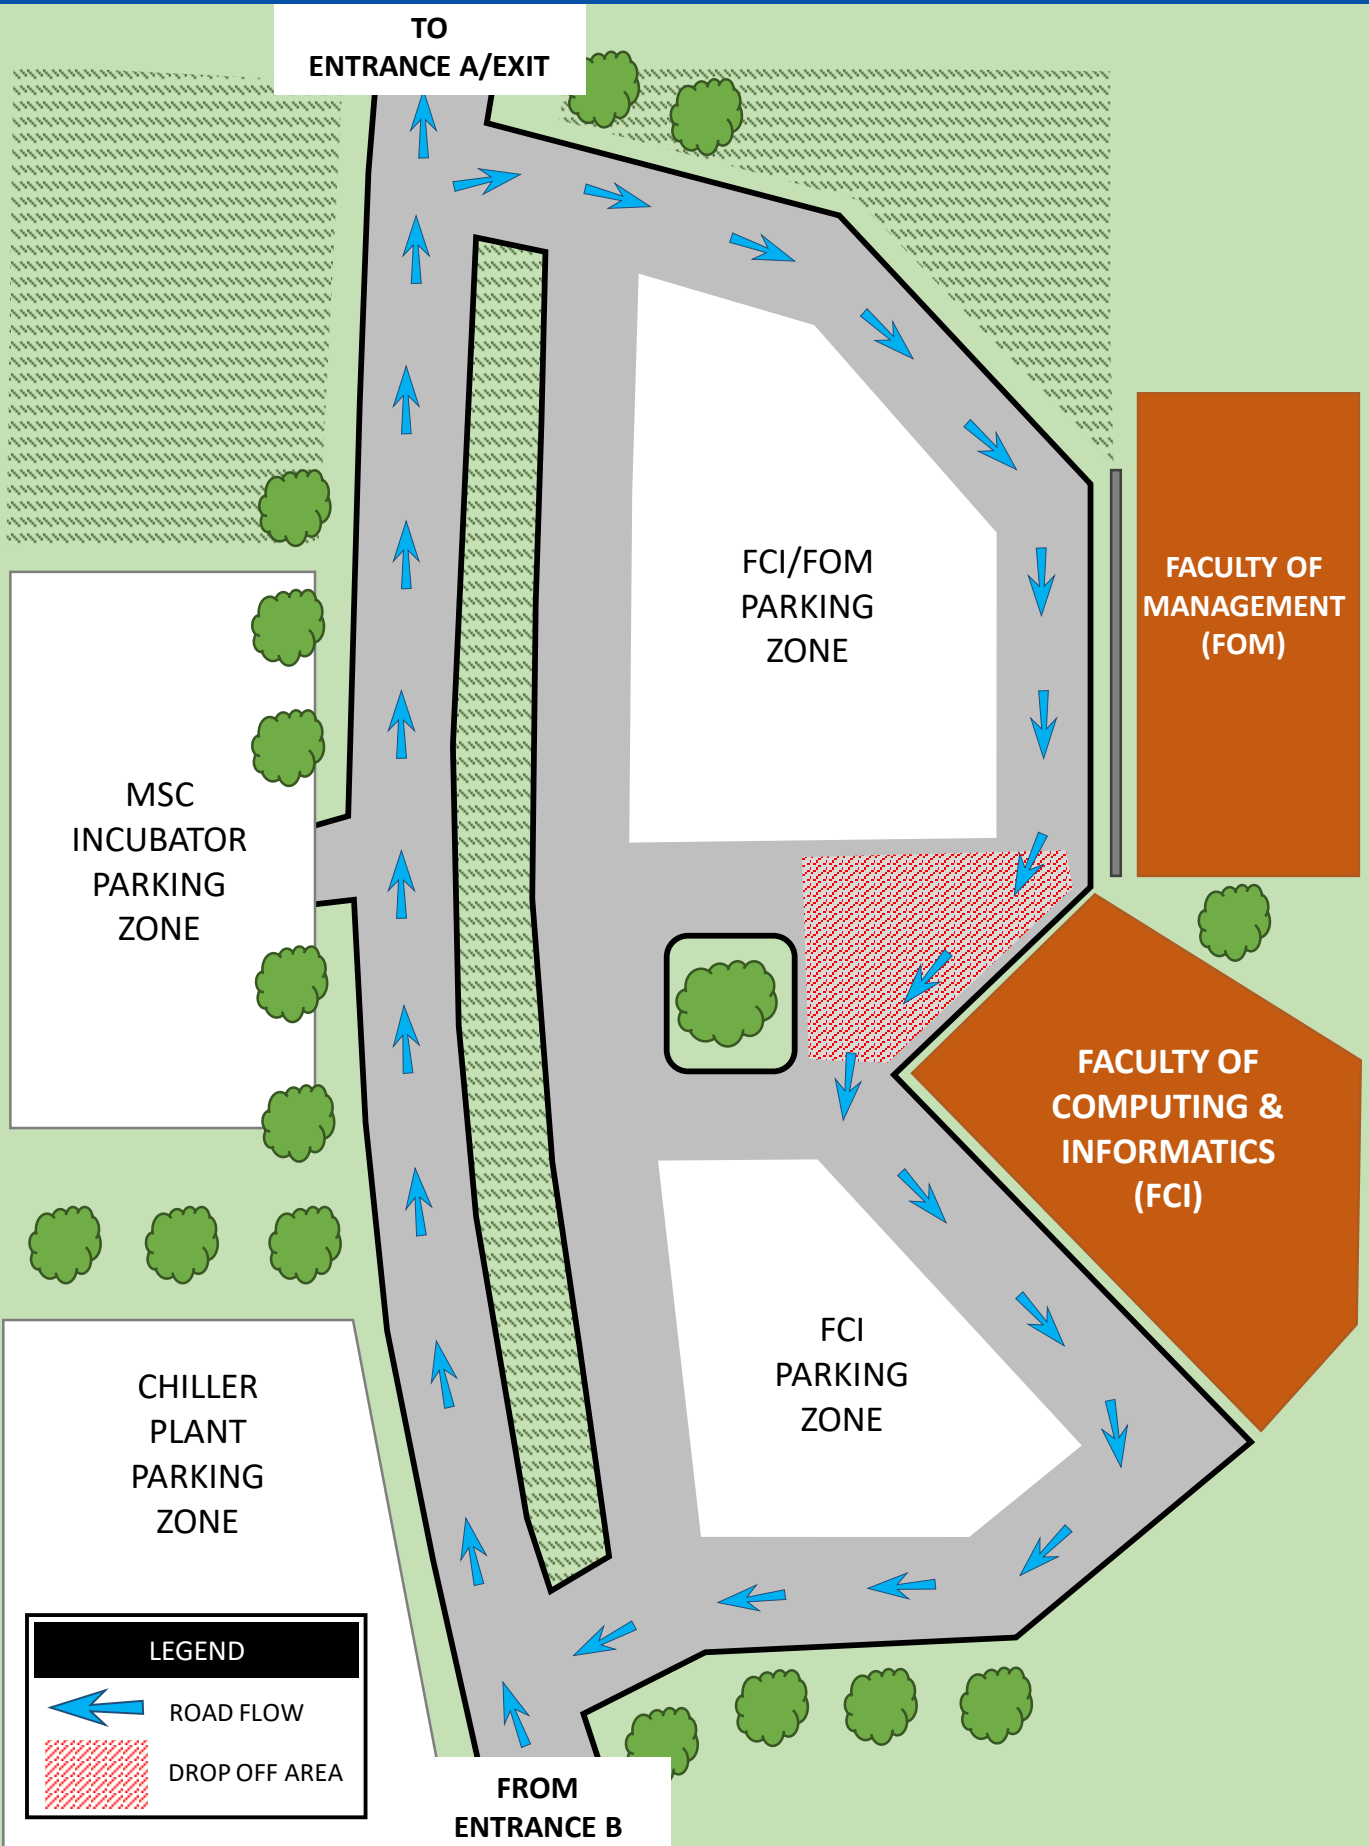 TO
ENTRANCE A/EXIT
FCI/FOM
PARKING
ZONE
FACULTY OF
MANAGEMENT
(FOM)
MSC
INCUBATOR
PARKING
ZONE
FACULTY OF
COMPUTING &
INFORMATICS
(FCI)
FCI
PARKING
ZONE
CHILLER
PLANT
PARKING
ZONE
LEGEND
ROAD FLOW
DROP OFF AREA
FROM
ENTRANCE B